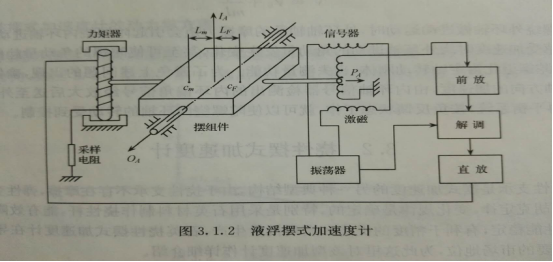 力矩器
I_A
L_m
L_F
信号器
c_m
c_F
P_A
前放
摆组件
激磁
解调
采样
电阻
O_A
振荡器
直放
图 3.1.2 液浮摆式加速度计